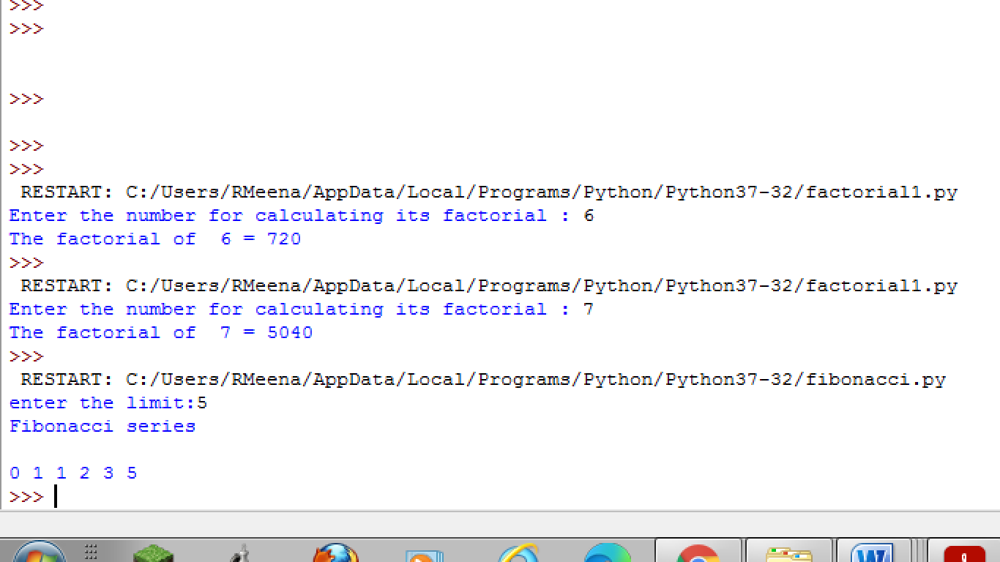 >>>
>>>
>>>
>>>
>>>
 RESTART: C:/Users/RMeena/AppData/Local/Programs/Python/Python37-32/factorial1.py
Enter the number for calculating its factorial : 6
The factorial of  6 = 720
>>>
 RESTART: C:/Users/RMeena/AppData/Local/Programs/Python/Python37-32/factorial1.py
Enter the number for calculating its factorial : 7
The factorial of  7 = 5040
>>>
 RESTART: C:/Users/RMeena/AppData/Local/Programs/Python/Python37-32/fibonacci.py
enter the limit:5
Fibonacci series
0 1 1 2 3 5
>>>
W